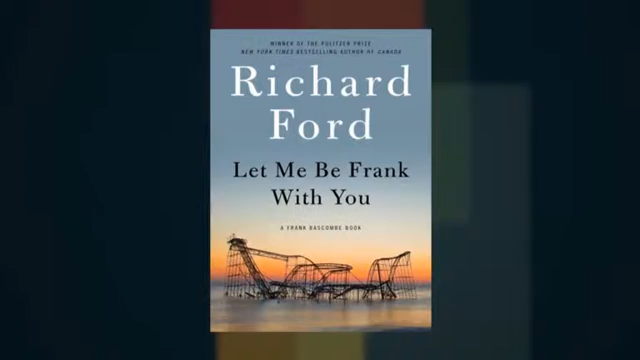 WINNER OF THE PULITZER PRIZE
NEW YORK TIMES BESTSELLING AUTHOR OF CANADA
Richard
Ford
Let Me Be Frank
With You
A FRANK BASCOMBE BOOK